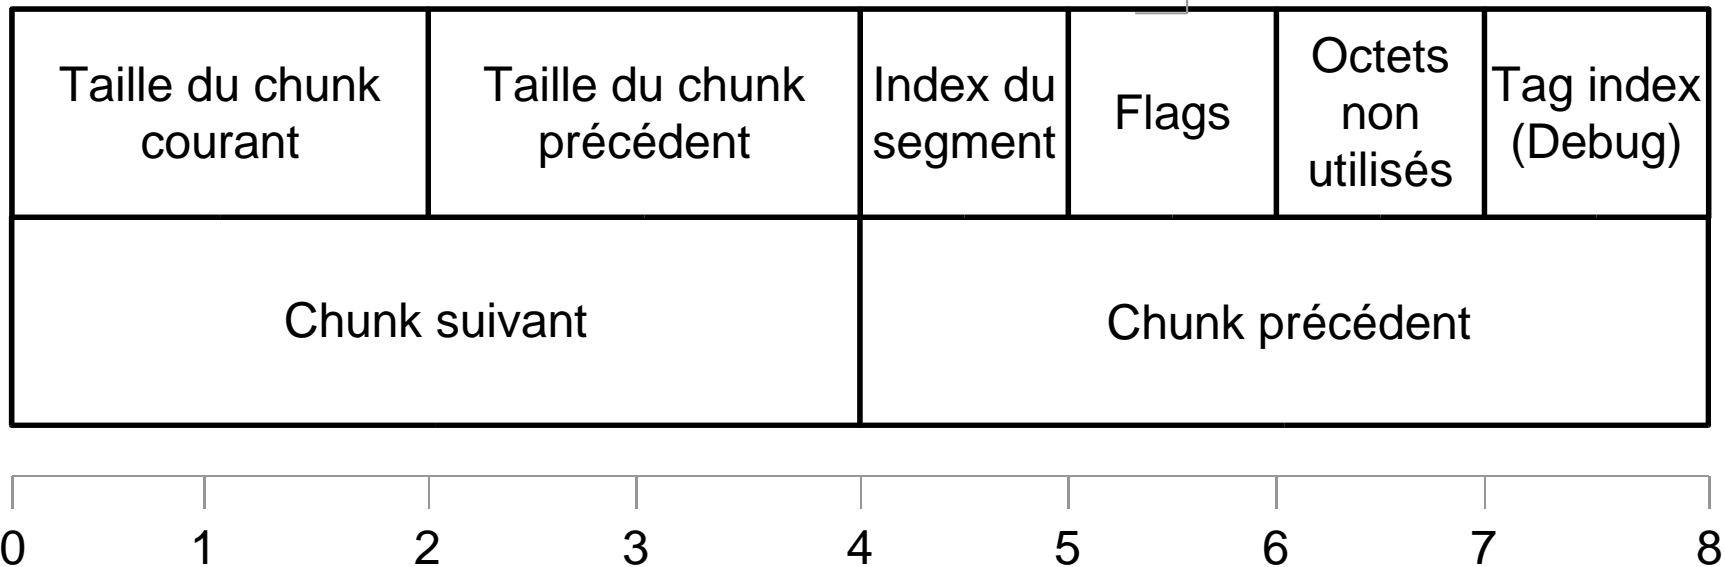 Taille du chunk
courant
Taille du chunk
précédent
Index du
segment
Flags
Octets
non
utilisés
Tag index
(Debug)
Chunk suivant
Chunk précédent
0 1 2 3 4 5 6 7 8